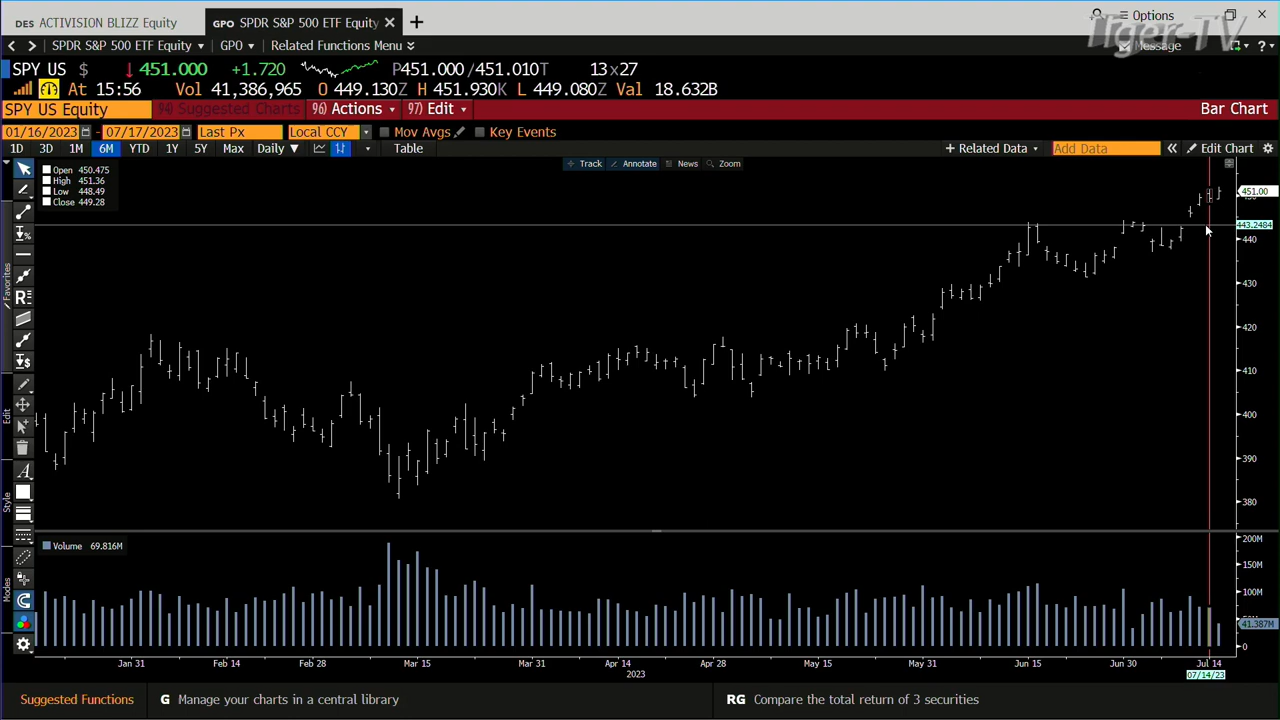 DES ACTIVISION BLIZZ Equity GPO SPDR S&P 500 ETF Equity × + Options
SPDR S&P 500 ETF Equity GPO Related Functions Menu Message ?
Tiger-TV
SPY US $ ↓451.000 +1.720 P451.000/451.010T 13x27
At 15:56 Vol 41,386,965 O 449.130Z H 451.930K L 449.080Z Val 18.632B
SPY US Equity 94) Suggested Charts 96) Actions 97) Edit Bar Chart
01/16/2023 - 07/17/2023 Last Px Local CCY Mov Avgs Key Events
1D 3D 1M 6M YTD 1Y 5Y Max Daily ▼ Table + Related Data Add Data « Edit Chart
Track Annotate News Zoom
Open 450.475
High 451.36
Low 448.49
Close 449.28
451.00
450
443.2484
440
430
420
410
400
390
380
Favorites
Edit
Style
Modes
Volume 69.816M
200M
150M
100M
41.387M
0
Jan 31 Feb 14 Feb 28 Mar 15 Mar 31 Apr 14 Apr 28 May 15 May 31 Jun 15 Jun 30 Jul 14
2023
07/14/23
Suggested Functions G Manage your charts in a central library RG Compare the total return of 3 securities